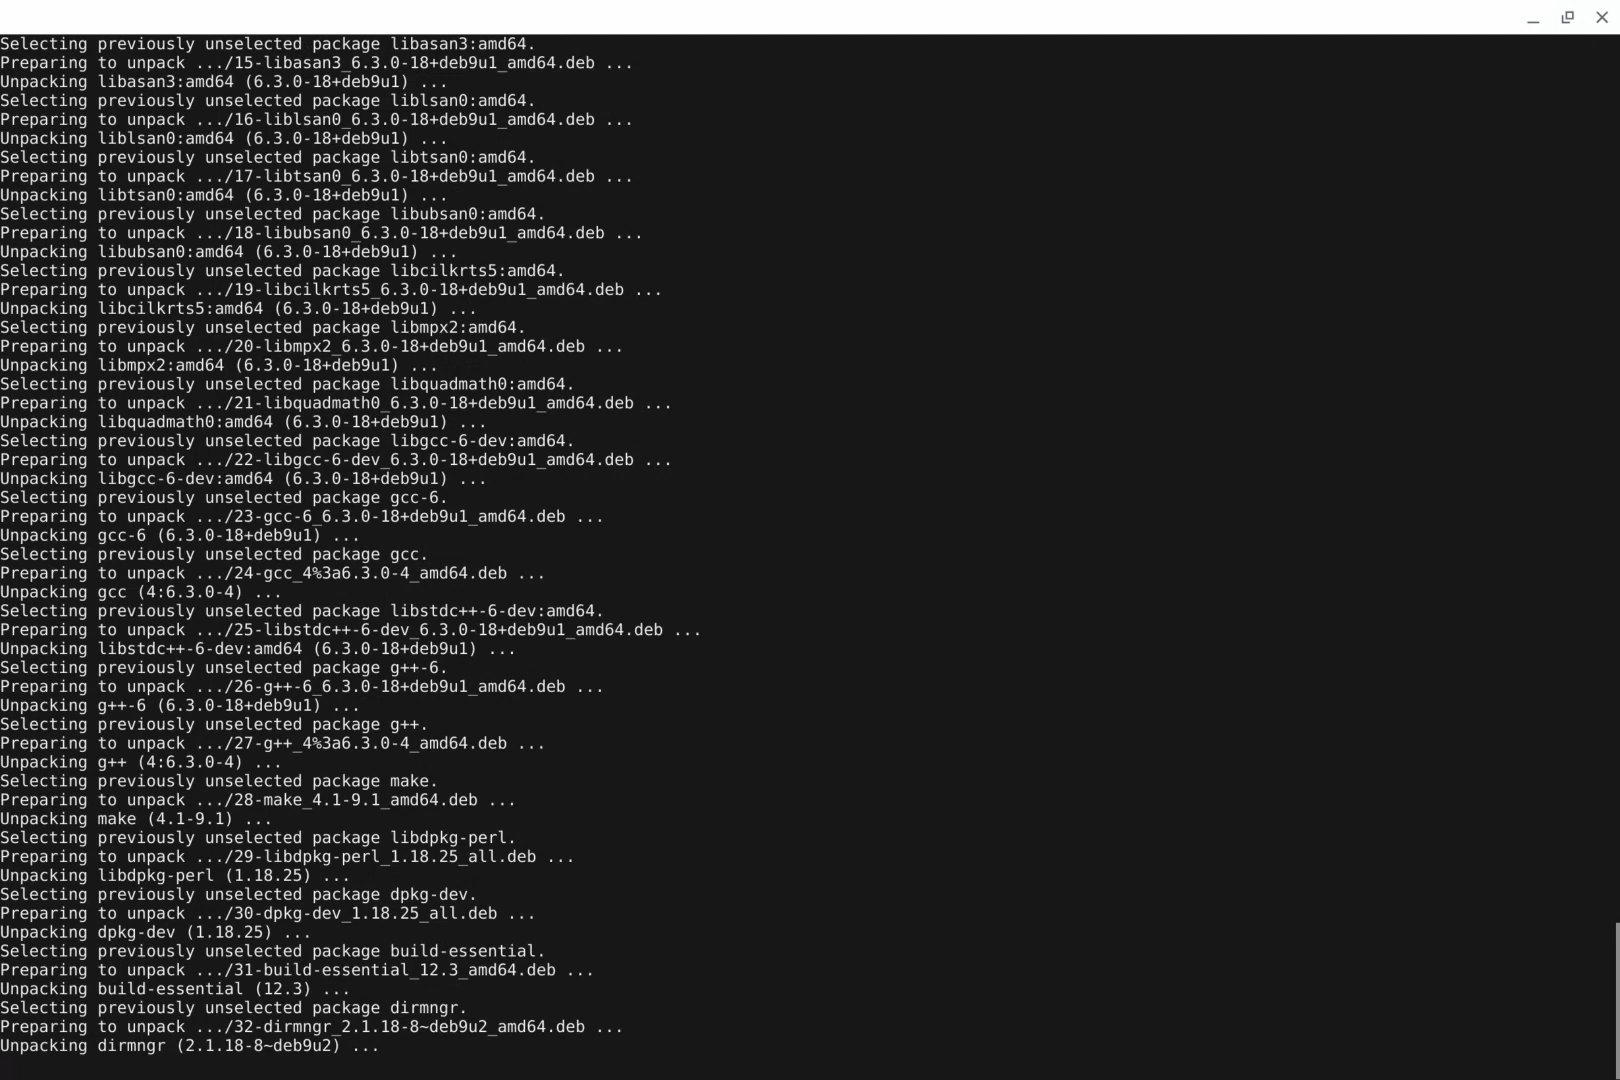 Selecting previously unselected package libasan3:amd64.
Preparing to unpack .../15-libasan3_6.3.0-18+deb9u1_amd64.deb ...
Unpacking libasan3:amd64 (6.3.0-18+deb9u1) ...
Selecting previously unselected package liblsan0:amd64.
Preparing to unpack .../16-liblsan0_6.3.0-18+deb9u1_amd64.deb ...
Unpacking liblsan0:amd64 (6.3.0-18+deb9u1) ...
Selecting previously unselected package libtsan0:amd64.
Preparing to unpack .../17-libtsan0_6.3.0-18+deb9u1_amd64.deb ...
Unpacking libtsan0:amd64 (6.3.0-18+deb9u1) ...
Selecting previously unselected package libubsan0:amd64.
Preparing to unpack .../18-libubsan0_6.3.0-18+deb9u1_amd64.deb ...
Unpacking libubsan0:amd64 (6.3.0-18+deb9u1) ...
Selecting previously unselected package libcilkrts5:amd64.
Preparing to unpack .../19-libcilkrts5_6.3.0-18+deb9u1_amd64.deb ...
Unpacking libcilkrts5:amd64 (6.3.0-18+deb9u1) ...
Selecting previously unselected package libmpx2:amd64.
Preparing to unpack .../20-libmpx2_6.3.0-18+deb9u1_amd64.deb ...
Unpacking libmpx2:amd64 (6.3.0-18+deb9u1) ...
Selecting previously unselected package libquadmath0:amd64.
Preparing to unpack .../21-libquadmath0_6.3.0-18+deb9u1_amd64.deb ...
Unpacking libquadmath0:amd64 (6.3.0-18+deb9u1) ...
Selecting previously unselected package libgcc-6-dev:amd64.
Preparing to unpack .../22-libgcc-6-dev_6.3.0-18+deb9u1_amd64.deb ...
Unpacking libgcc-6-dev:amd64 (6.3.0-18+deb9u1) ...
Selecting previously unselected package gcc-6.
Preparing to unpack .../23-gcc-6_6.3.0-18+deb9u1_amd64.deb ...
Unpacking gcc-6 (6.3.0-18+deb9u1) ...
Selecting previously unselected package gcc.
Preparing to unpack .../24-gcc_4%3a6.3.0-4_amd64.deb ...
Unpacking gcc (4:6.3.0-4) ...
Selecting previously unselected package libstdc++-6-dev:amd64.
Preparing to unpack .../25-libstdc++-6-dev_6.3.0-18+deb9u1_amd64.deb ...
Unpacking libstdc++-6-dev:amd64 (6.3.0-18+deb9u1) ...
Selecting previously unselected package g++-6.
Preparing to unpack .../26-g++-6_6.3.0-18+deb9u1_amd64.deb ...
Unpacking g++-6 (6.3.0-18+deb9u1) ...
Selecting previously unselected package g++.
Preparing to unpack .../27-g++_4%3a6.3.0-4_amd64.deb ...
Unpacking g++ (4:6.3.0-4) ...
Selecting previously unselected package make.
Preparing to unpack .../28-make_4.1-9.1_amd64.deb ...
Unpacking make (4.1-9.1) ...
Selecting previously unselected package libdpkg-perl.
Preparing to unpack .../29-libdpkg-perl_1.18.25_all.deb ...
Unpacking libdpkg-perl (1.18.25) ...
Selecting previously unselected package dpkg-dev.
Preparing to unpack .../30-dpkg-dev_1.18.25_all.deb ...
Unpacking dpkg-dev (1.18.25) ...
Selecting previously unselected package build-essential.
Preparing to unpack .../31-build-essential_12.3_amd64.deb ...
Unpacking build-essential (12.3) ...
Selecting previously unselected package dirmngr.
Preparing to unpack .../32-dirmngr_2.1.18-8~deb9u2_amd64.deb ...
Unpacking dirmngr (2.1.18-8~deb9u2) ...